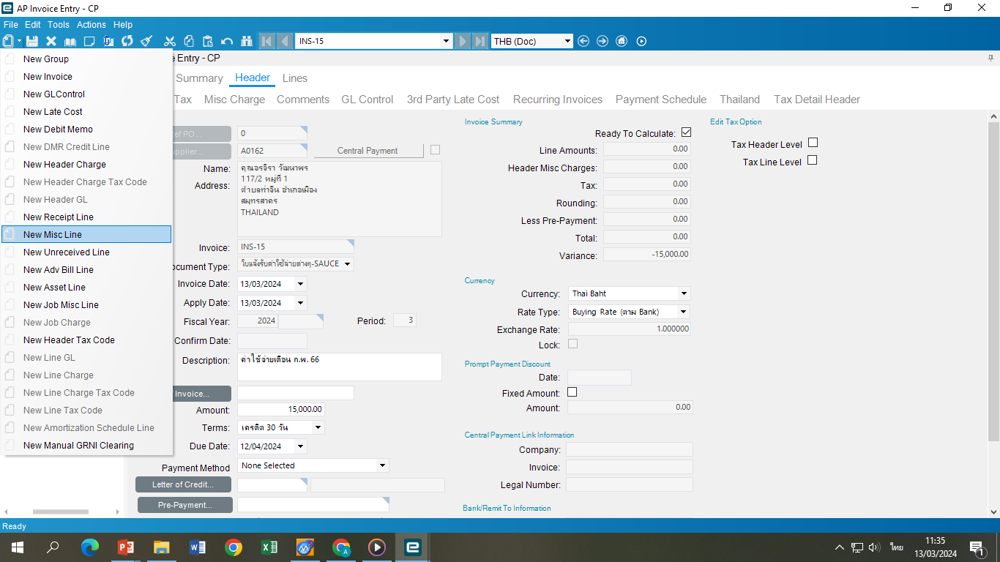 AP Invoice Entry - CP
File Edit Tools Actions Help
INS-15 THB (Doc)
New Group
New Invoice
New GLControl
New Late Cost
New Debit Memo
New DMR Credit Line
New Header Charge
New Header Charge Tax Code
New Header GL
New Receipt Line
New Misc Line
New Unreceived Line
New Adv Bill Line
New Asset Line
New Job Misc Line
New Job Charge
New Header Tax Code
New Line GL
New Line Charge
New Line Charge Tax Code
New Line Tax Code
New Amortization Schedule Line
New Manual GRNI Clearing
e Entry - CP
Summary Header Lines
Tax Misc Charge Comments GL Control 3rd Party Late Cost Recurring Invoices Payment Schedule Thailand Tax Detail Header
ef PO... 0
upplier... A0162 Central Payment
Name: คุณอรจิรา วัฒนาพร
117/2 หมู่ที่ 1
Address: ตำบลท่าจีน อำเภอเมือง
สมุทรสาคร
THAILAND
Invoice: INS-15
ocument Type: ใบแจ้งรับค่าใช้จ่ายต่างๆ-SAUCE
Invoice Date: 13/03/2024
Apply Date: 13/03/2024
Fiscal Year: 2024 Period: 3
Confirm Date:
Description: ค่าใช้จ่ายเดือน ก.พ. 66
Invoice...
Amount: 15,000.00
Terms: เครดิต 30 วัน
Due Date: 12/04/2024
Payment Method None Selected
Letter of Credit...
Pre-Payment...
Invoice Summary
Ready To Calculate:
Line Amounts: 0.00
Header Misc Charges: 0.00
Tax: 0.00
Rounding: 0.00
Less Pre-Payment: 0.00
Total: 0.00
Variance: -15,000.00
Currency
Currency: Thai Baht
Rate Type: Buying Rate (ตาม Bank)
Exchange Rate: 1.000000
Lock:
Prompt Payment Discount
Date:
Fixed Amount:
Amount: 0.00
Central Payment Link Information
Company:
Invoice:
Legal Number:
Bank/Remit To Information
Edit Tax Option
Tax Header Level
Tax Line Level
Ready
ไทย
11:35
13/03/2024
1